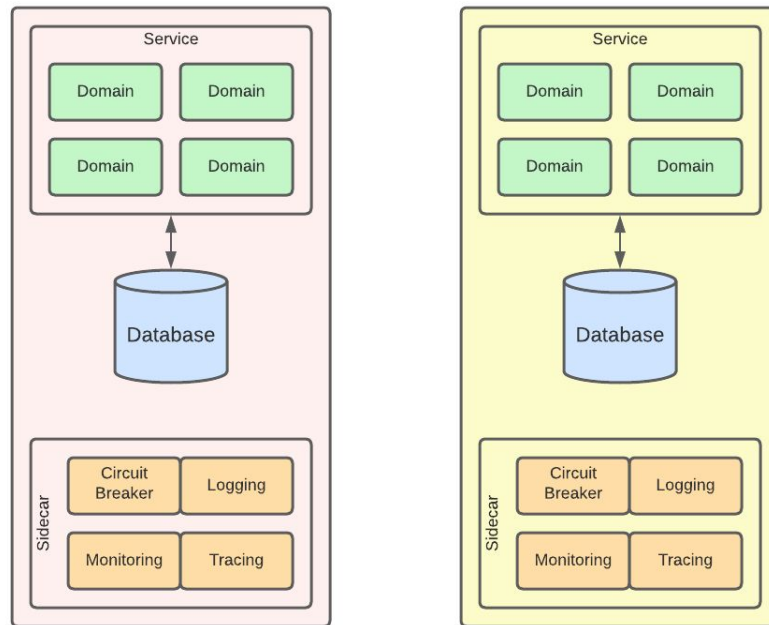 Service
Domain
Domain
Domain
Domain
Database
Sidecar
Circuit
Breaker
Logging
Monitoring
Tracing
Service
Domain
Domain
Domain
Domain
Database
Sidecar
Circuit
Breaker
Logging
Monitoring
Tracing